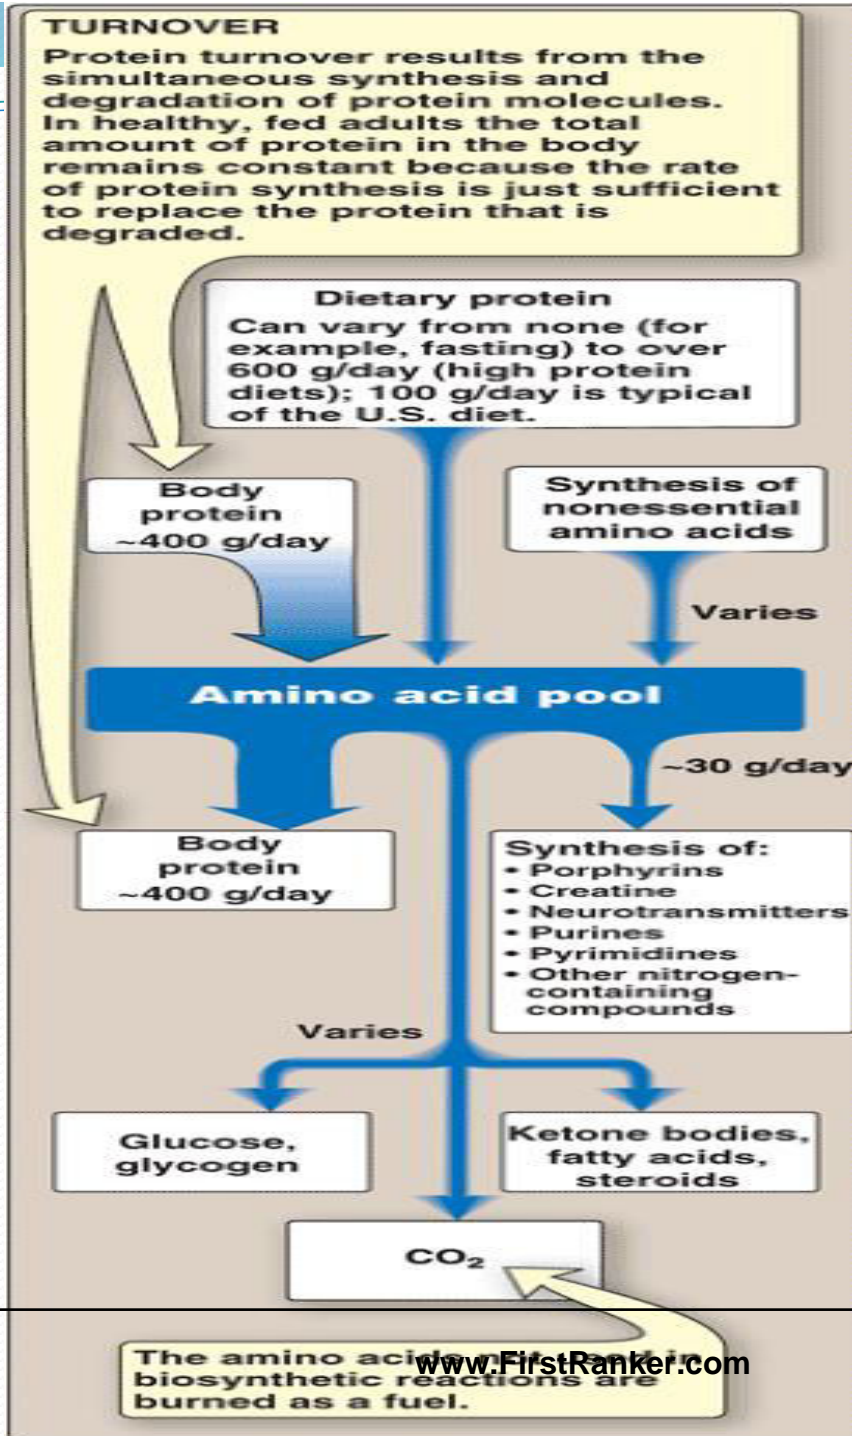 TURNOVER
Protein turnover results from the
simultaneous synthesis and
degradation of protein molecules.
In healthy, fed adults the total
amount of protein in the body
remains constant because the rate
of protein synthesis is just sufficient
to replace the protein that is
degraded.
Dietary protein
Can vary from none (for
example, fasting) to over
600 g/day (high protein
diets); 100 g/day is typical
of the U.S. diet.
Body
protein
~400 g/day
Synthesis of
nonessential
amino acids
Varies
Amino acid pool
~30 g/day
Body
protein
~400 g/day
Synthesis of:
• Porphyrins
• Creatine
• Neurotransmitters
• Purines
• Pyrimidines
• Other nitrogen-
containing
compounds
Varies
Glucose,
glycogen
Ketone bodies,
fatty acids,
steroids
CO₂
The amino acids in
www.FirstRanker.com
biosynthetic reactions are
burned as a fuel.